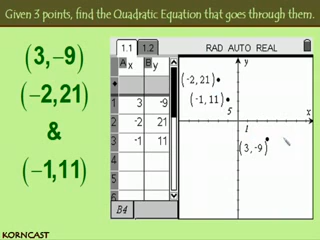 Given 3 points, find the Quadratic Equation that goes through them.
(3,-9)
(-2,21)
&
(-1,11)
1.1 1.2 RAD AUTO REAL
A x B y
1 3 -9
2 -2 21
3 -1 11
B4
y
(-2,21)
(-1,11)
5
x
1
(3,-9)
KORNCAST